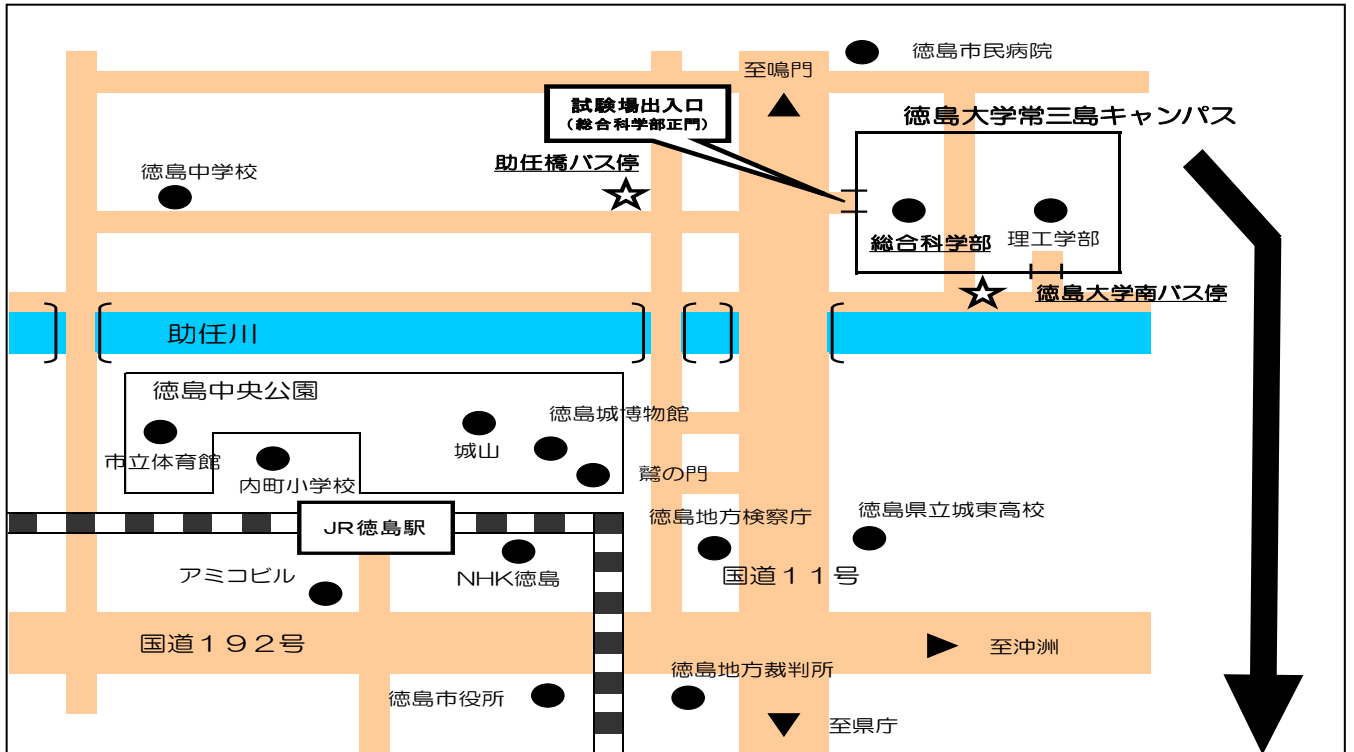 徳島市民病院
至鳴門
試験場出入口
（総合科学部正門）
徳島大学常三島キャンパス
助任橋バス停
徳島中学校
総合科学部
理工学部
徳島大学南バス停
助任川
徳島中央公園
徳島城博物館
城山
市立体育館
内町小学校
鷲の門
JR徳島駅
徳島地方検察庁
徳島県立城東高校
アミコビル
NHK徳島
国道１１号
国道１９２号
至沖洲
徳島地方裁判所
徳島市役所
至県庁